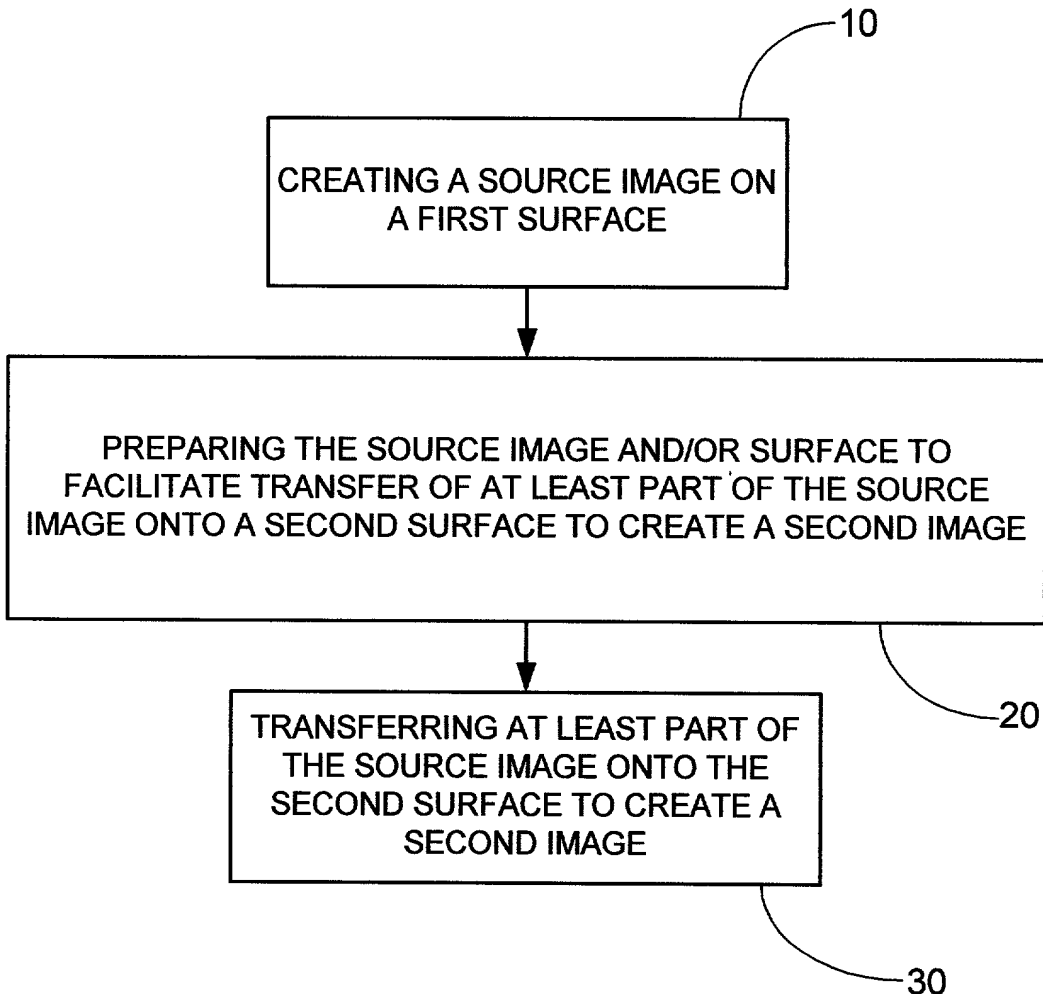 10
CREATING A SOURCE IMAGE ON
A FIRST SURFACE
PREPARING THE SOURCE IMAGE AND/OR SURFACE TO
FACILITATE TRANSFER OF AT LEAST PART OF THE SOURCE
IMAGE ONTO A SECOND SURFACE TO CREATE A SECOND IMAGE
20
TRANSFERRING AT LEAST PART OF
THE SOURCE IMAGE ONTO THE
SECOND SURFACE TO CREATE A
SECOND IMAGE
30